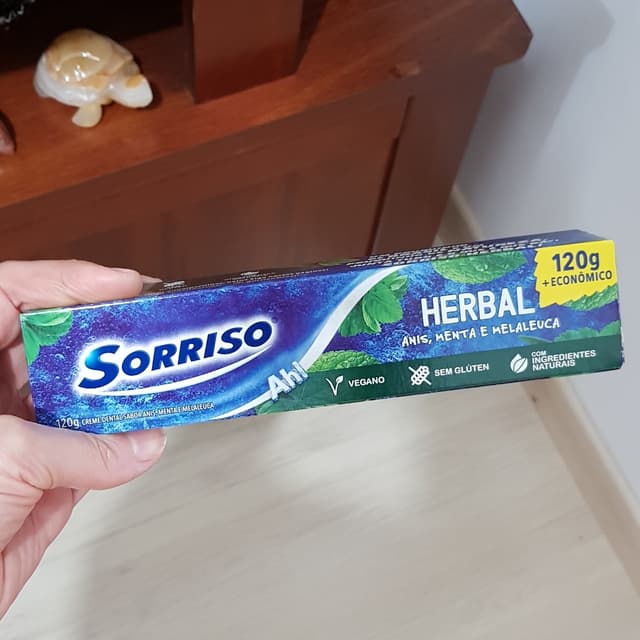 SORRISO
Ah!
HERBAL
ANIS, MENTA E MELALEUCA
120g
+ECONÔMICO
VEGANO
SEM GLÚTEN
COM
INGREDIENTES
NATURAIS
120g CREME DENTAL SABOR ANIS, MENTA E MELALEUCA